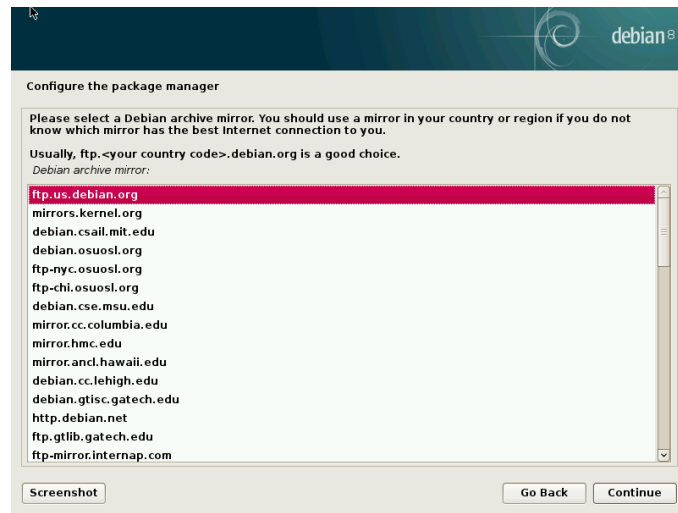 debian 8
Configure the package manager
Please select a Debian archive mirror. You should use a mirror in your country or region if you do not
know which mirror has the best Internet connection to you.
Usually, ftp.<your country code>.debian.org is a good choice.
Debian archive mirror:
ftp.us.debian.org
mirrors.kernel.org
debian.csail.mit.edu
debian.osuosl.org
ftp-nyc.osuosl.org
ftp-chi.osuosl.org
debian.cse.msu.edu
mirror.cc.columbia.edu
mirror.hmc.edu
mirror.ancl.hawaii.edu
debian.cc.lehigh.edu
debian.gtisc.gatech.edu
http.debian.net
ftp.gtlib.gatech.edu
ftp-mirror.internap.com
Screenshot
Go Back
Continue